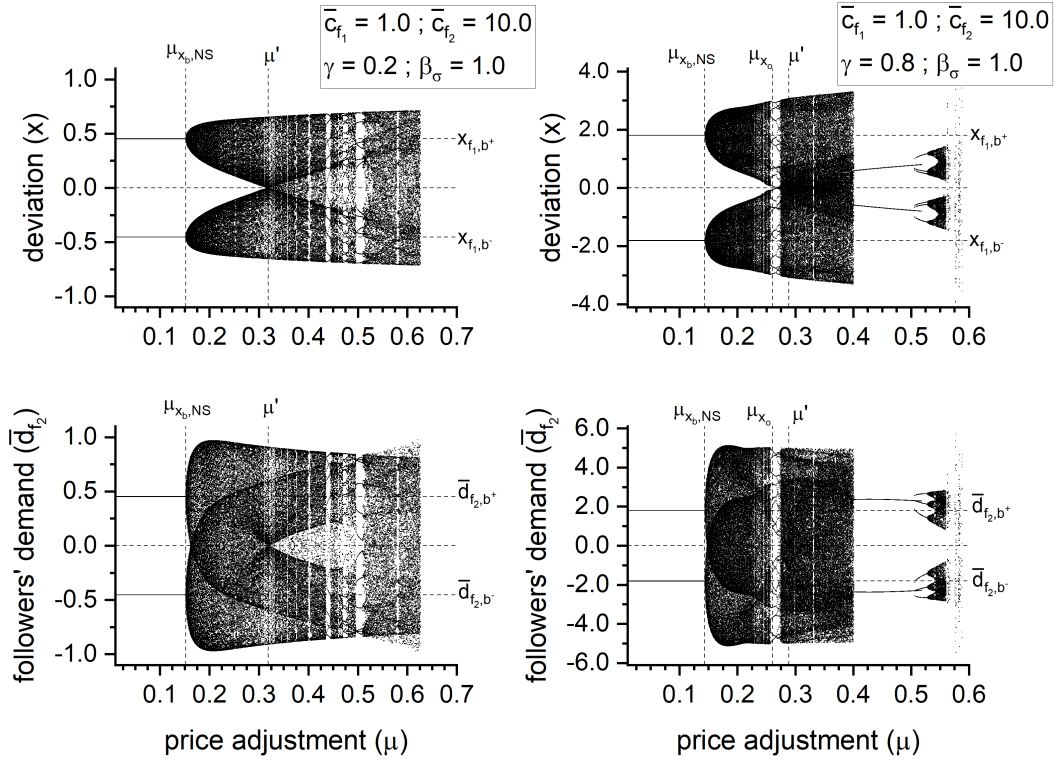 c̄f₁ = 1.0 ; c̄f₂ = 10.0
γ = 0.2 ; βσ = 1.0
μxb,NS
μ'
deviation (x)
1.0
0.5
0.0
-0.5
-1.0
xf₁,b⁺
xf₁,b⁻
0.1 0.2 0.3 0.4 0.5 0.6 0.7
c̄f₁ = 1.0 ; c̄f₂ = 10.0
γ = 0.8 ; βσ = 1.0
μxb,NS
μxo
μ'
deviation (x)
4.0
2.0
0.0
-2.0
-4.0
xf₁,b⁺
xf₁,b⁻
0.1 0.2 0.3 0.4 0.5 0.6
μxb,NS
μ'
followers' demand (d̄f₂)
1.0
0.5
0.0
-0.5
-1.0
d̄f₂,b⁺
d̄f₂,b⁻
0.1 0.2 0.3 0.4 0.5 0.6 0.7
price adjustment (μ)
μxb,NS
μxo
μ'
followers' demand (d̄f₂)
6.0
4.0
2.0
0.0
-2.0
-4.0
-6.0
d̄f₂,b⁺
d̄f₂,b⁻
0.1 0.2 0.3 0.4 0.5 0.6
price adjustment (μ)